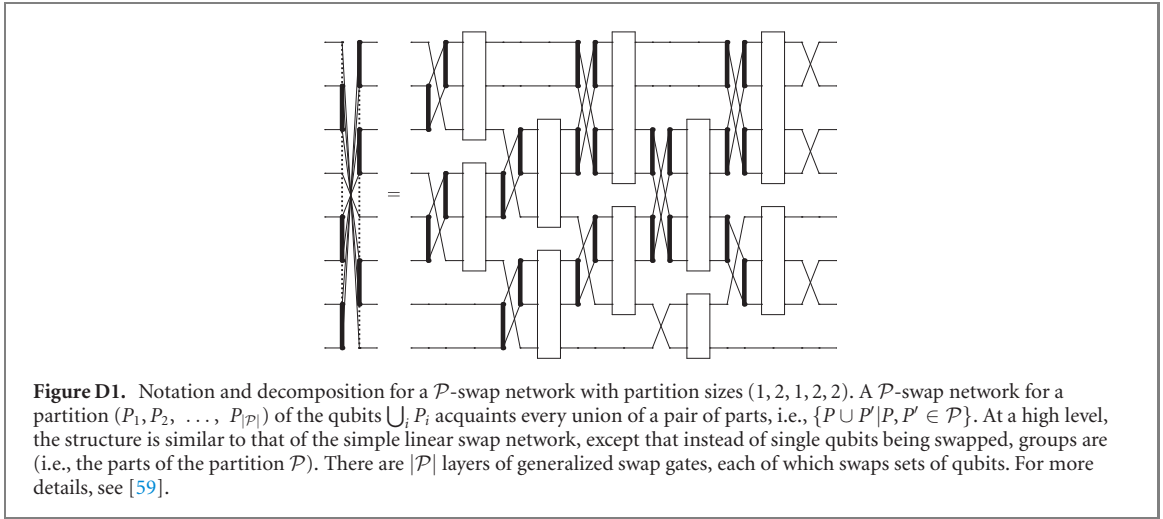 =
Figure D1. Notation and decomposition for a 𝒫-swap network with partition sizes (1, 2, 1, 2, 2). A 𝒫-swap network for a
partition (P₁, P₂, …, P|𝒫|) of the qubits ⋃ᵢ Pᵢ acquaints every union of a pair of parts, i.e., {P ∪ P′|P, P′ ∈ 𝒫}. At a high level,
the structure is similar to that of the simple linear swap network, except that instead of single qubits being swapped, groups are
(i.e., the parts of the partition 𝒫). There are |𝒫| layers of generalized swap gates, each of which swaps sets of qubits. For more
details, see [59].